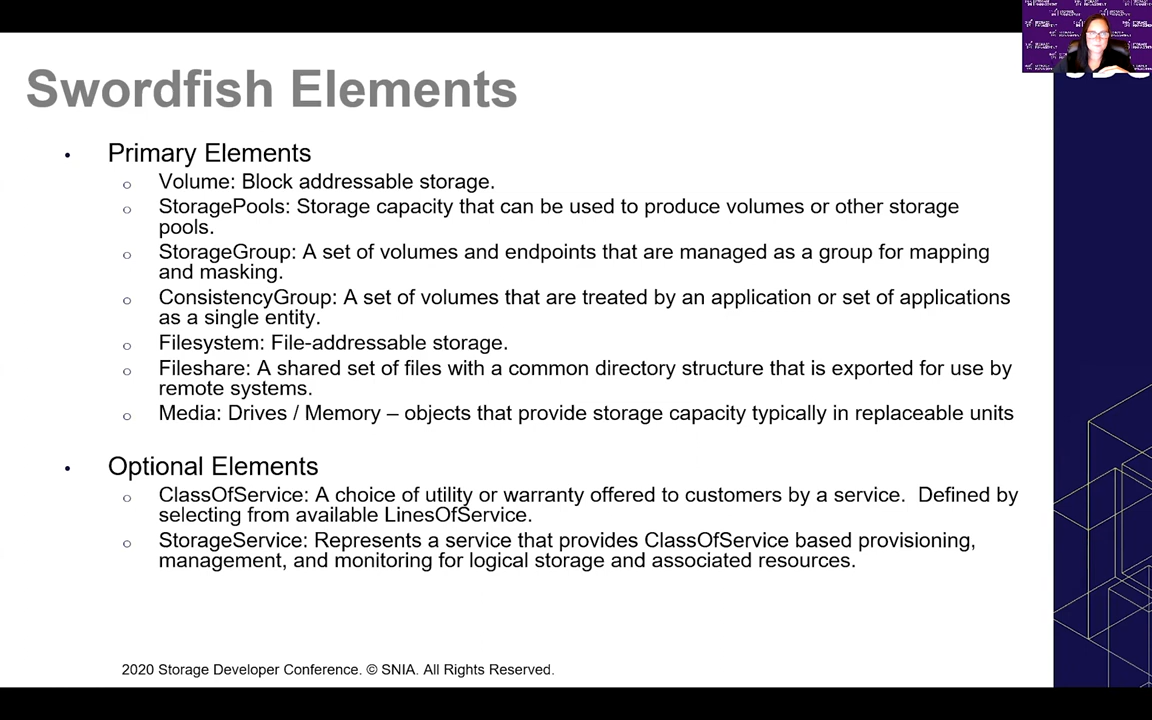 Swordfish Elements
• Primary Elements
o Volume: Block addressable storage.
o StoragePools: Storage capacity that can be used to produce volumes or other storage
pools.
o StorageGroup: A set of volumes and endpoints that are managed as a group for mapping
and masking.
o ConsistencyGroup: A set of volumes that are treated by an application or set of applications
as a single entity.
o Filesystem: File-addressable storage.
o Fileshare: A shared set of files with a common directory structure that is exported for use by
remote systems.
o Media: Drives / Memory – objects that provide storage capacity typically in replaceable units
• Optional Elements
o ClassOfService: A choice of utility or warranty offered to customers by a service.  Defined by
selecting from available LinesOfService.
o StorageService: Represents a service that provides ClassOfService based provisioning,
management, and monitoring for logical storage and associated resources.
2020 Storage Developer Conference. © SNIA. All Rights Reserved.